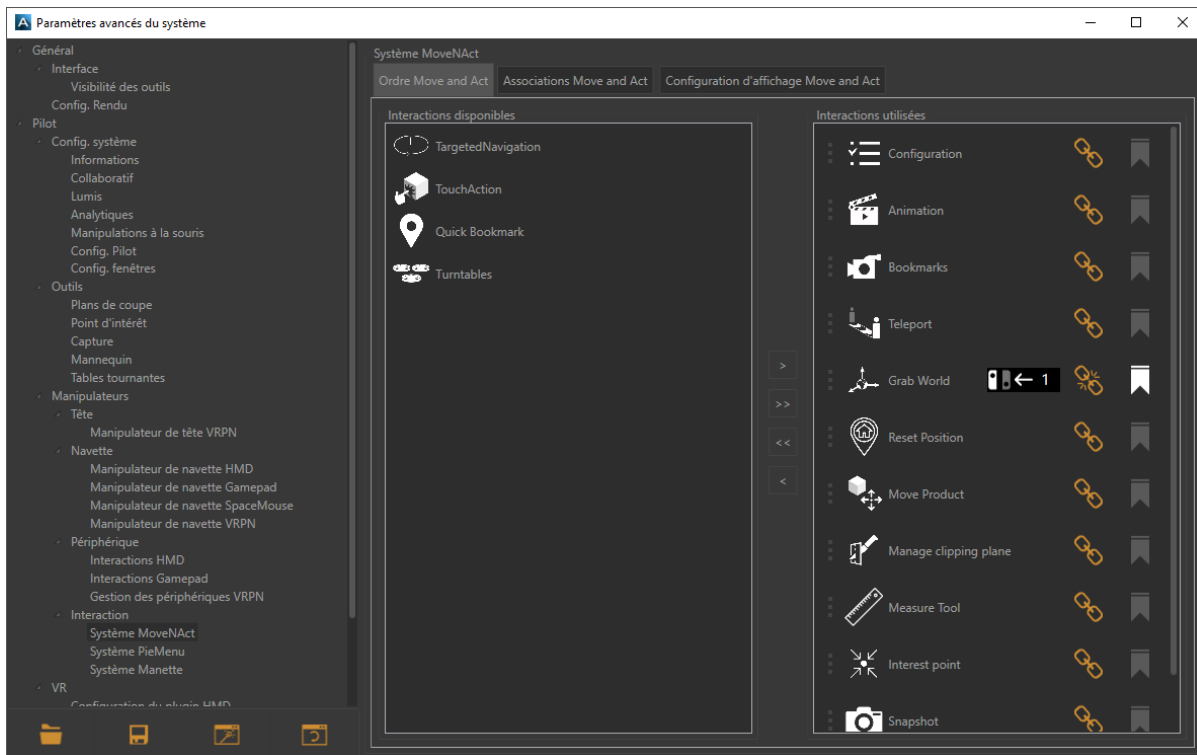 Paramètres avancés du système
Général
Interface
Visibilité des outils
Config. Rendu
Pilot
Config. système
Informations
Collaboratif
Lumis
Analytiques
Manipulations à la souris
Config. Pilot
Config. fenêtres
Outils
Plans de coupe
Point d'intérêt
Capture
Mannequin
Tables tournantes
Manipulateurs
Tête
Manipulateur de tête VRPN
Navette
Manipulateur de navette HMD
Manipulateur de navette Gamepad
Manipulateur de navette SpaceMouse
Manipulateur de navette VRPN
Périphérique
Interactions HMD
Interactions Gamepad
Gestion des périphériques VRPN
Interaction
Système MoveNAct
Système PieMenu
Système Manette
VR
Configuration du plugin HMD
Système MoveNAct
Ordre Move and Act
Associations Move and Act
Configuration d'affichage Move and Act
Interactions disponibles
TargetedNavigation
TouchAction
Quick Bookmark
Turntables
>
>>
<<
<
Interactions utilisées
Configuration
Animation
Bookmarks
Teleport
Grab World 1
Reset Position
Move Product
Manage clipping plane
Measure Tool
Interest point
Snapshot